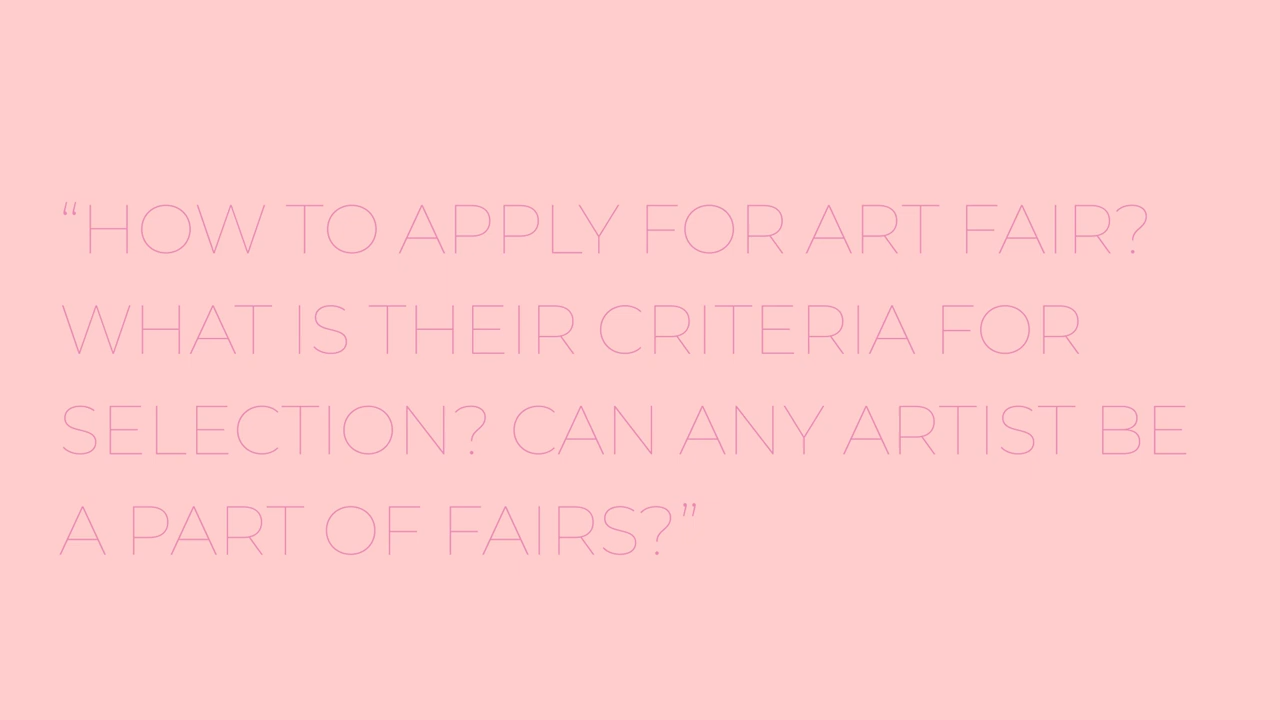 “HOW TO APPLY FOR ART FAIR?
WHAT IS THEIR CRITERIA FOR
SELECTION? CAN ANY ARTIST BE
A PART OF FAIRS?”